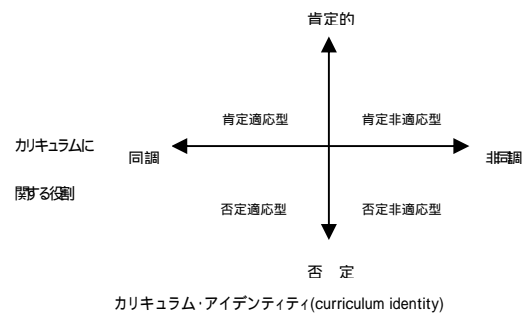 肯定的
肯定適応型 肯定非適応型
カリキュラムに
同調 非同調
関する役割
否定適応型 否定非適応型
否 定
カリキュラム・アイデンティティ(curriculum identity)